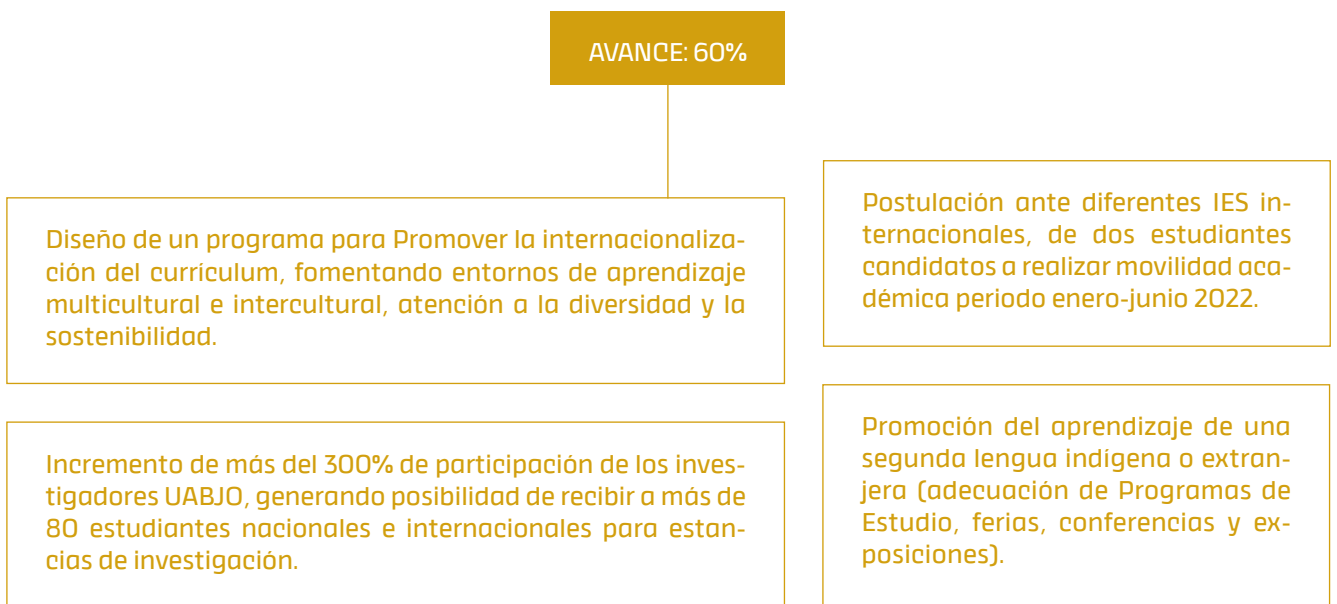 AVANCE: 60%
Diseño de un programa para Promover la internacionaliza-
ción del currículum, fomentando entornos de aprendizaje
multicultural e intercultural, atención a la diversidad y la
sostenibilidad.
Incremento de más del 300% de participación de los inves-
tigadores UABJO, generando posibilidad de recibir a más de
80 estudiantes nacionales e internacionales para estan-
cias de investigación.
Postulación ante diferentes IES in-
ternacionales, de dos estudiantes
candidatos a realizar movilidad aca-
démica periodo enero-junio 2022.
Promoción del aprendizaje de una
segunda lengua indígena o extran-
jera (adecuación de Programas de
Estudio, ferias, conferencias y ex-
posiciones).